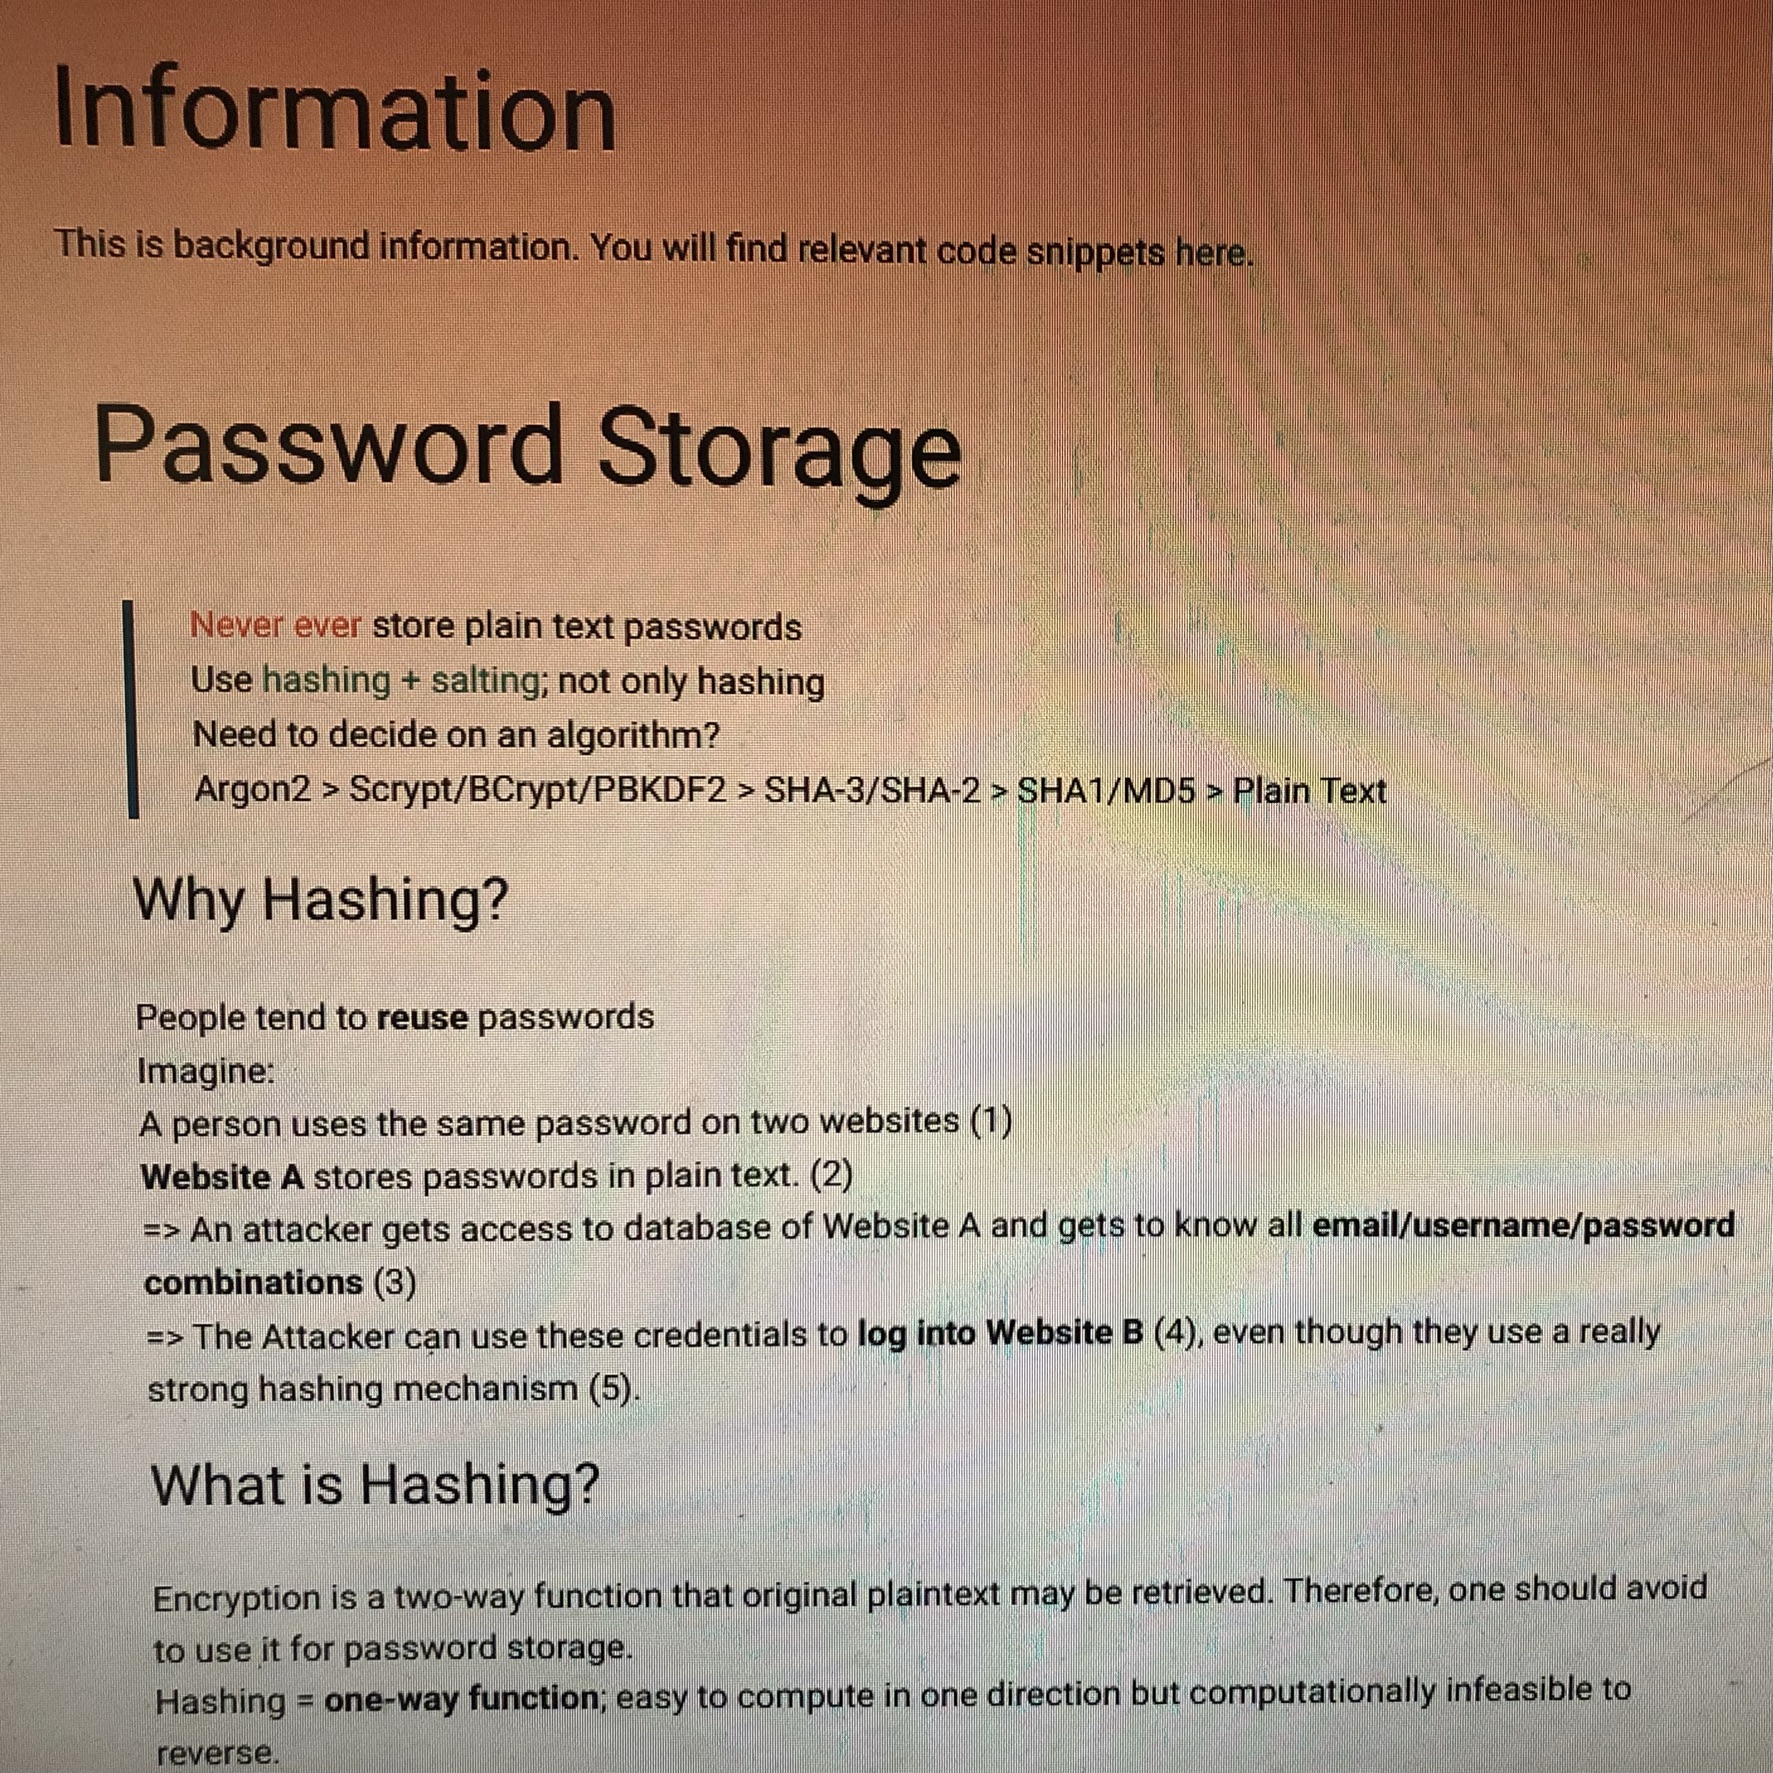 Information
This is background information. You will find relevant code snippets here.
Password Storage
Never ever store plain text passwords
Use hashing + salting; not only hashing
Need to decide on an algorithm?
Argon2 > Scrypt/BCrypt/PBKDF2 > SHA-3/SHA-2 > SHA1/MD5 > Plain Text
Why Hashing?
People tend to reuse passwords
Imagine:
A person uses the same password on two websites (1)
Website A stores passwords in plain text. (2)
=> An attacker gets access to database of Website A and gets to know all email/username/password
combinations (3)
=> The Attacker can use these credentials to log into Website B (4), even though they use a really
strong hashing mechanism (5).
What is Hashing?
Encryption is a two-way function that original plaintext may be retrieved. Therefore, one should avoid
to use it for password storage.
Hashing = one-way function; easy to compute in one direction but computationally infeasible to
reverse.